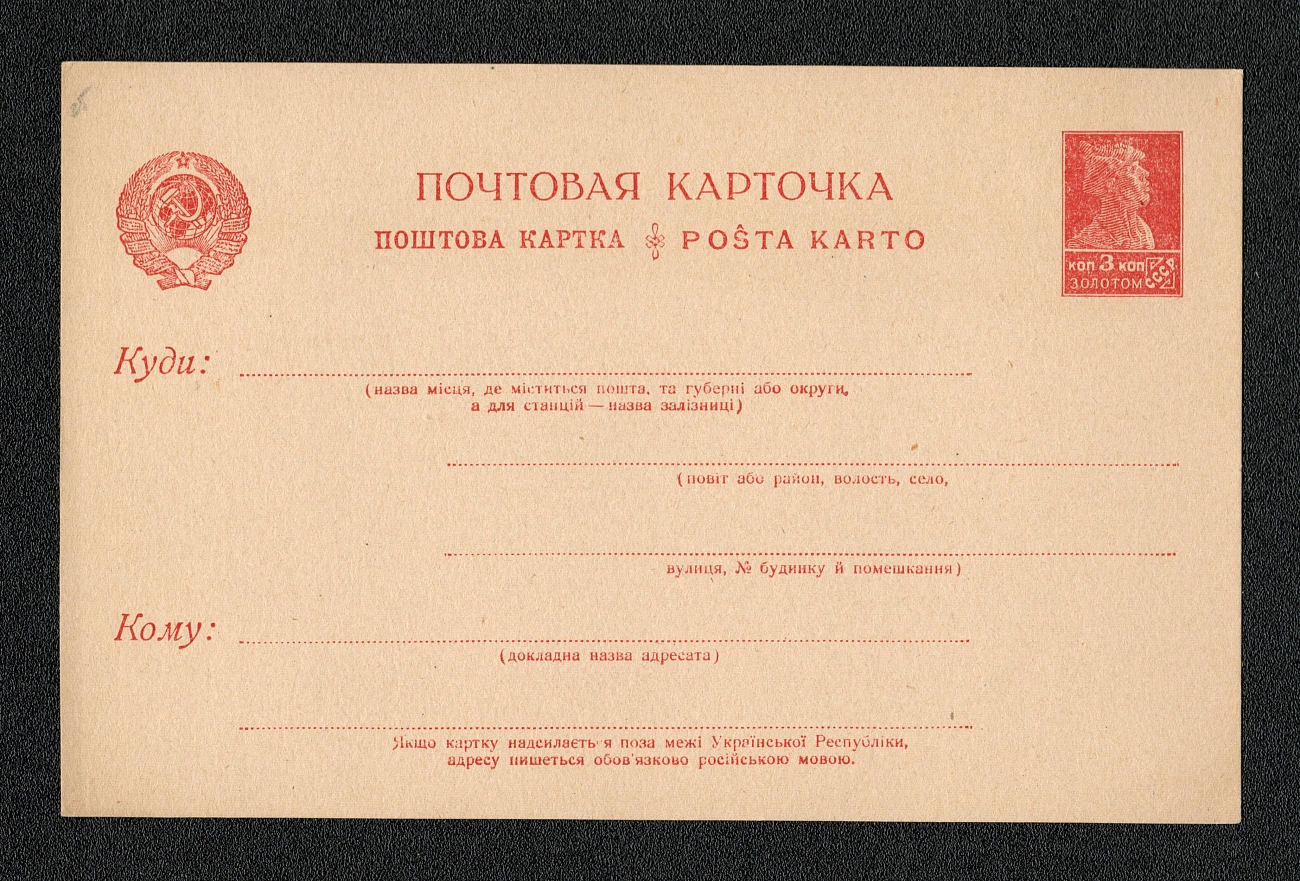 ПОЧТОВАЯ КАРТОЧКА
ПОШТОВА КАРТКА POŜTA KARTO
КОП 3 КОП
ЗОЛОТОМ
СССР
Куди:
(назва місця, де міститься пошта, та губерні або округи,
а для станцій — назва залізниці)
(повіт або район, волость, село,
вулиця, № будинку й помешкання)
Кому:
(докладна назва адресата)
Якщо картку надсилаєть я поза межі Української Республіки,
адресу пишеться обов'язково російською мовою.